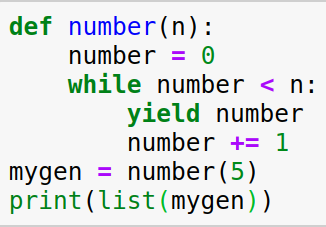 def number(n):
    number = 0
    while number < n:
        yield number
        number += 1
mygen = number(5)
print(list(mygen))